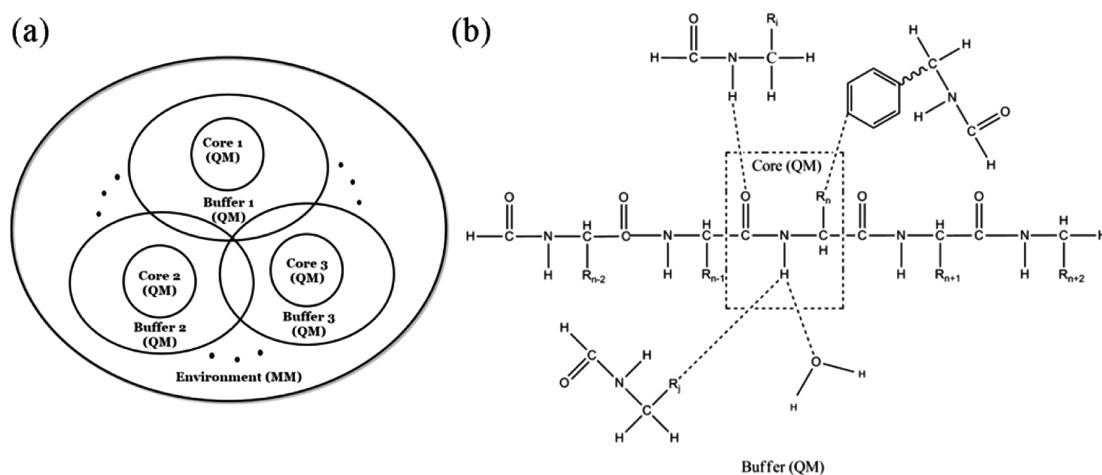 (a)
Core 1
(QM)
Buffer 1
(QM)
Core 2
(QM)
Buffer 2
(QM)
Core 3
(QM)
Buffer 3
(QM)
Environment (MM)
(b)
O Ri
H C N C H
H H
H H
C
N
H O
C
H
Core (QM)
O O O Rn O O
H
H C N C C N C C N C C N C C N C H
H
H Rn-2 H Rn-1 H H H Rn+1 H Rn+2
H H
C
O N
Rj
C
H H
O
H H
Buffer (QM)